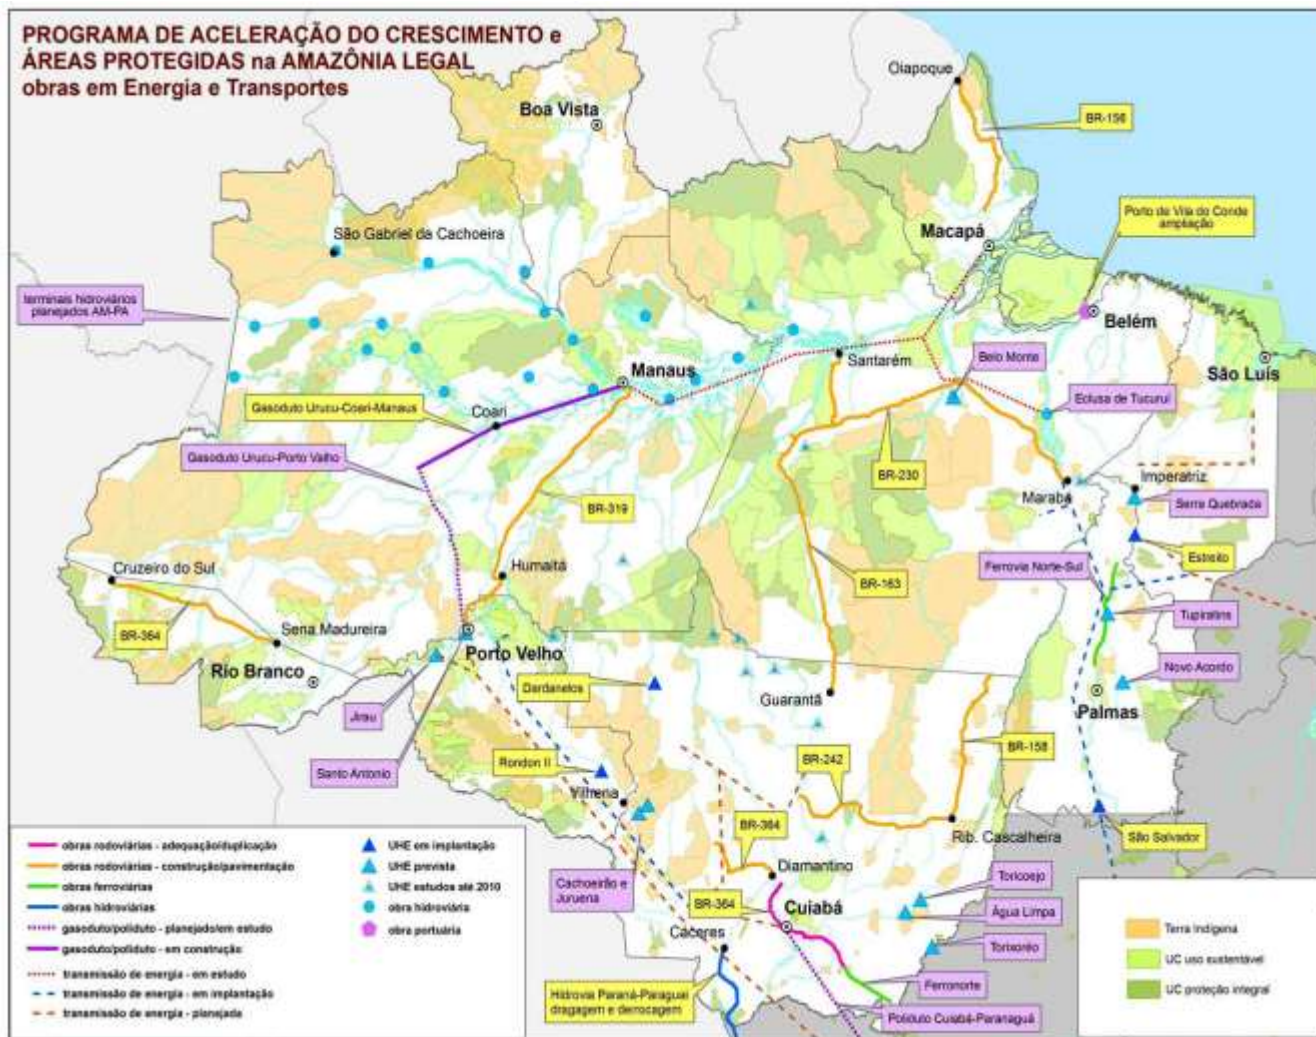 PROGRAMA DE ACELERAÇÃO DO CRESCIMENTO e
ÁREAS PROTEGIDAS na AMAZÔNIA LEGAL
obras em Energia e Transportes
Oiapoque
Boa Vista
BR-156
São Gabriel da Cachoeira
Macapá
Porto de Vila do Conde
ampliação
terminais hidroviários
planejados AM-PA
Belém
Santarém
Belo Monte
Manaus
São Luís
Gasoduto Urucu-Coari-Manaus
Coari
Eclusa de Tucuruí
Gasoduto Urucu-Porto Velho
BR-230
Imperatriz
Marabá
Serra Quebrada
BR-319
Estreito
Humaitá
Ferrovia Norte-Sul
Cruzeiro do Sul
BR-163
Tupiratins
BR-364
Sena Madureira
Porto Velho
Rio Branco
Novo Acordo
Dardanelos
Guarantã
Palmas
Jirau
BR-158
Rondon II
BR-242
Santo Antonio
Vilhena
São Salvador
BR-364
Rib. Cascalheira
Diamantino
Cachoeirão e
Juruena
Toricoejo
BR-364
Cuiabá
Água Limpa
Cáceres
Torixoréo
Ferronorte
Hidrovia Paraná-Paraguai
dragagem e derrocagem
Poliduto Cuiabá-Paranaguá
obras rodoviárias - adequação/duplicação
obras rodoviárias - construção/pavimentação
obras ferroviárias
obras hidroviárias
gasoduto/poliduto - planejado/em estudo
gasoduto/poliduto - em construção
transmissão de energia - em estudo
transmissão de energia - em implantação
transmissão de energia - planejada
UHE em implantação
UHE prevista
UHE estudos até 2010
obra hidroviária
obra portuária
Terra Indígena
UC uso sustentável
UC proteção integral